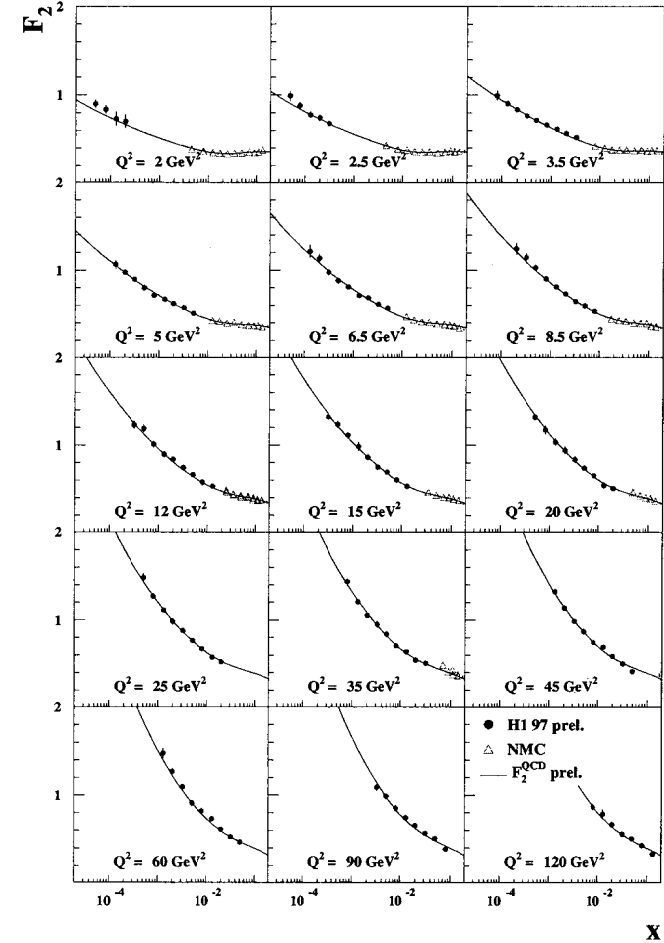 F₂
2
1
Q² = 2 GeV²
Q² = 2.5 GeV²
Q² = 3.5 GeV²
2
1
Q² = 5 GeV²
Q² = 6.5 GeV²
Q² = 8.5 GeV²
2
1
Q² = 12 GeV²
Q² = 15 GeV²
Q² = 20 GeV²
2
1
Q² = 25 GeV²
Q² = 35 GeV²
Q² = 45 GeV²
2
1
H1 97 prel.
NMC
F₂^QCD prel.
Q² = 60 GeV²
Q² = 90 GeV²
Q² = 120 GeV²
10⁻⁴ 10⁻² 10⁻⁴ 10⁻² 10⁻⁴ 10⁻²
x